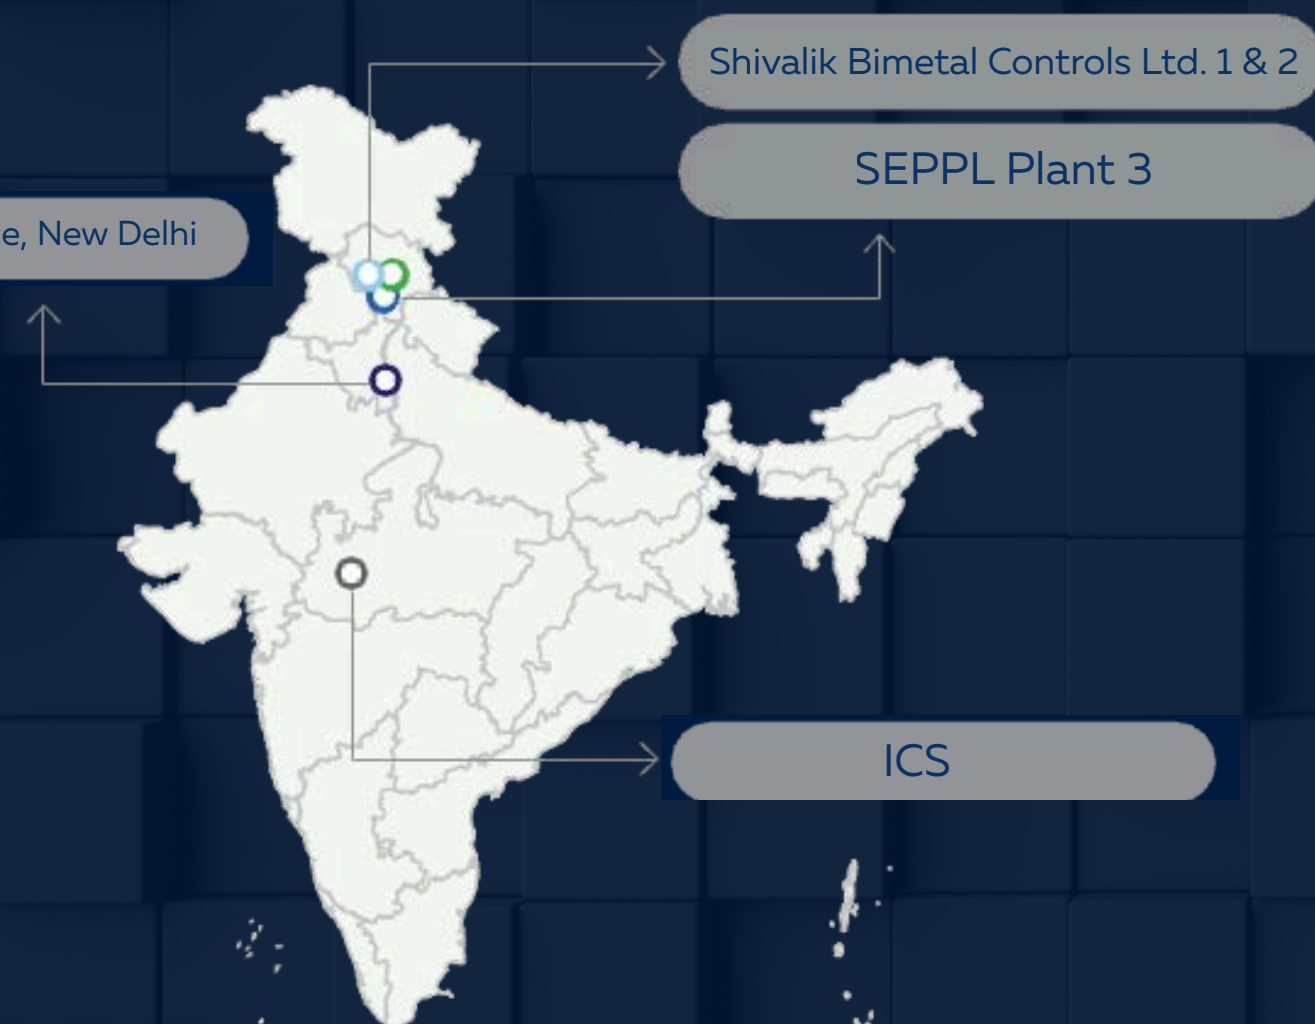 Shivalik Bimetal Controls Ltd. 1 & 2
SEPPL Plant 3
e, New Delhi
ICS